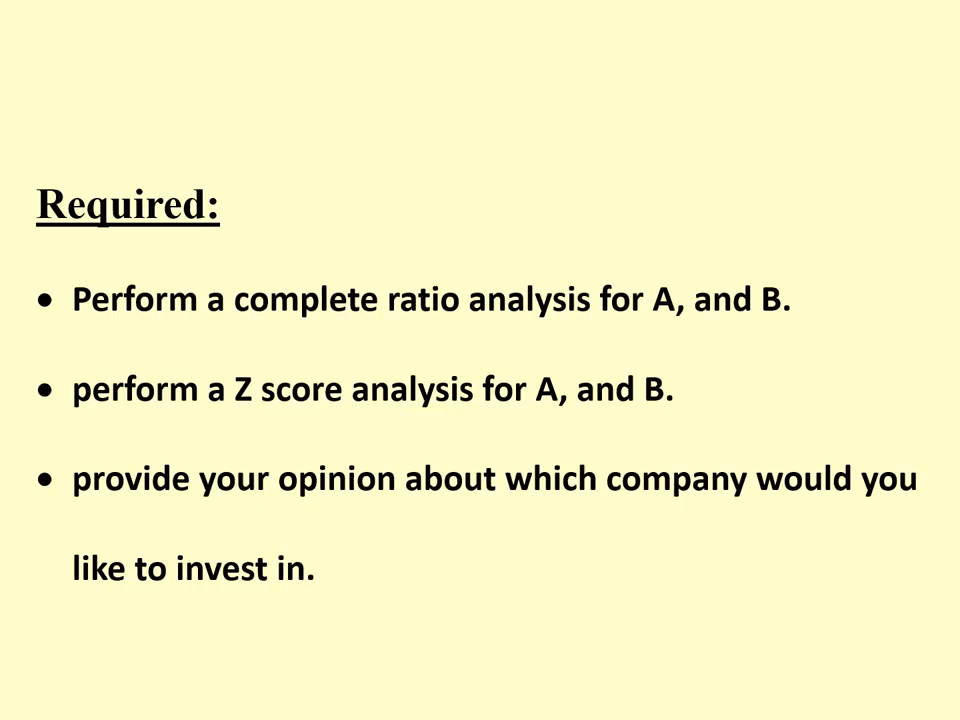 Required:
• Perform a complete ratio analysis for A, and B.
• perform a Z score analysis for A, and B.
• provide your opinion about which company would you
like to invest in.